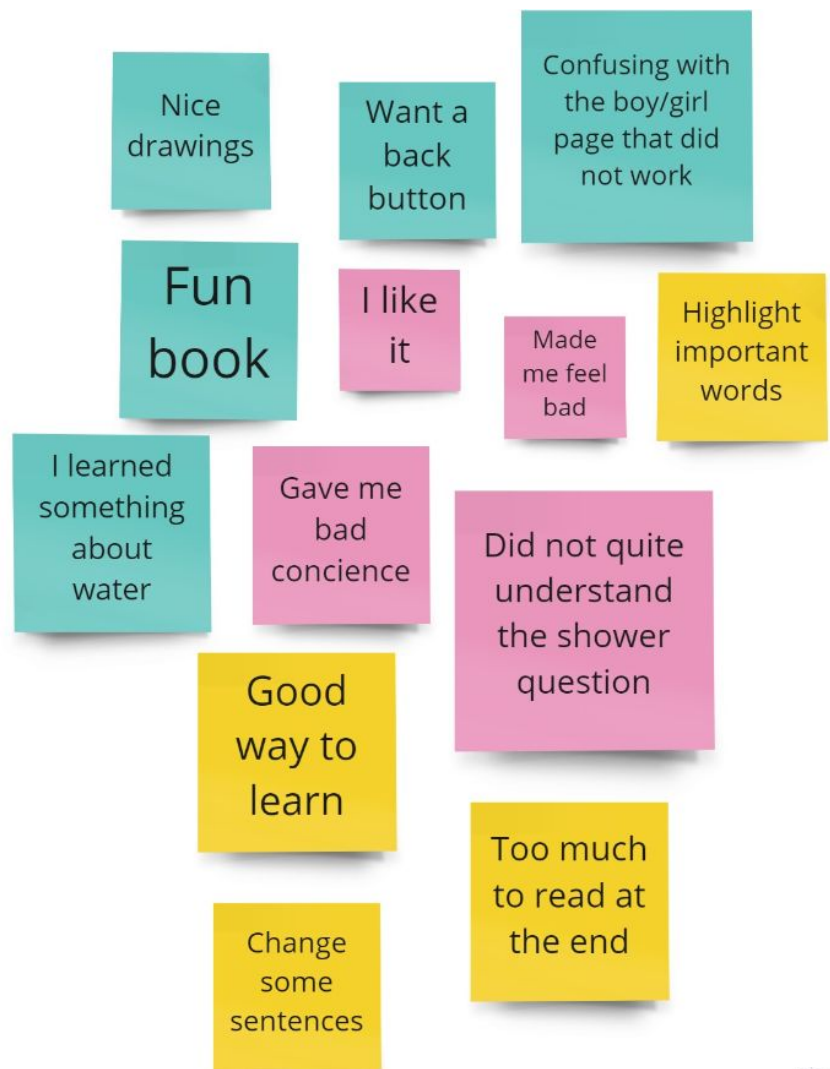 Nice
drawings
Want a
back
button
Confusing with
the boy/girl
page that did
not work
Fun
book
I like
it
Made
me feel
bad
Highlight
important
words
I learned
something
about
water
Gave me
bad
concience
Did not quite
understand
the shower
question
Good
way to
learn
Too much
to read at
the end
Change
some
sentences